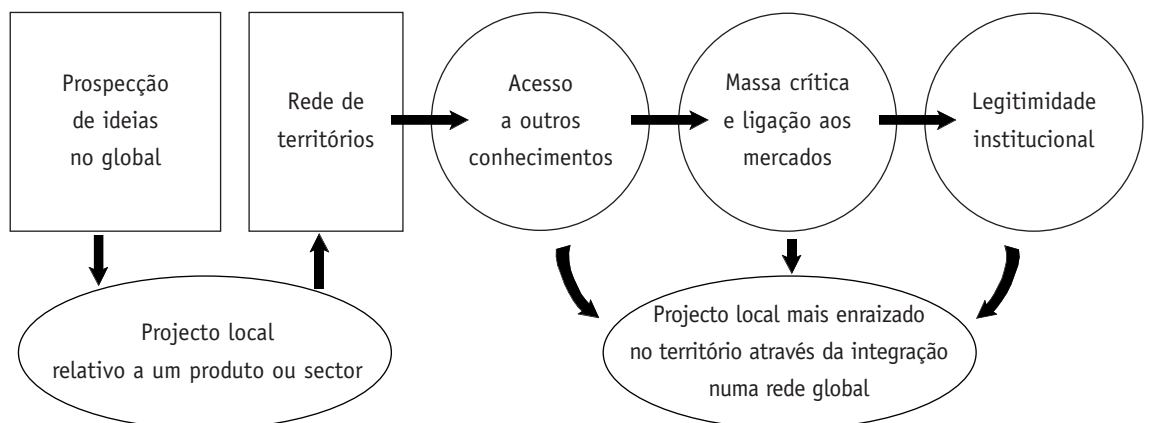 Prospecção
de ideias
no global
Rede de
territórios
Acesso
a outros
conhecimentos
Massa crítica
e ligação aos
mercados
Legitimidade
institucional
Projecto local
relativo a um produto ou sector
Projecto local mais enraizado
no território através da integração
numa rede global